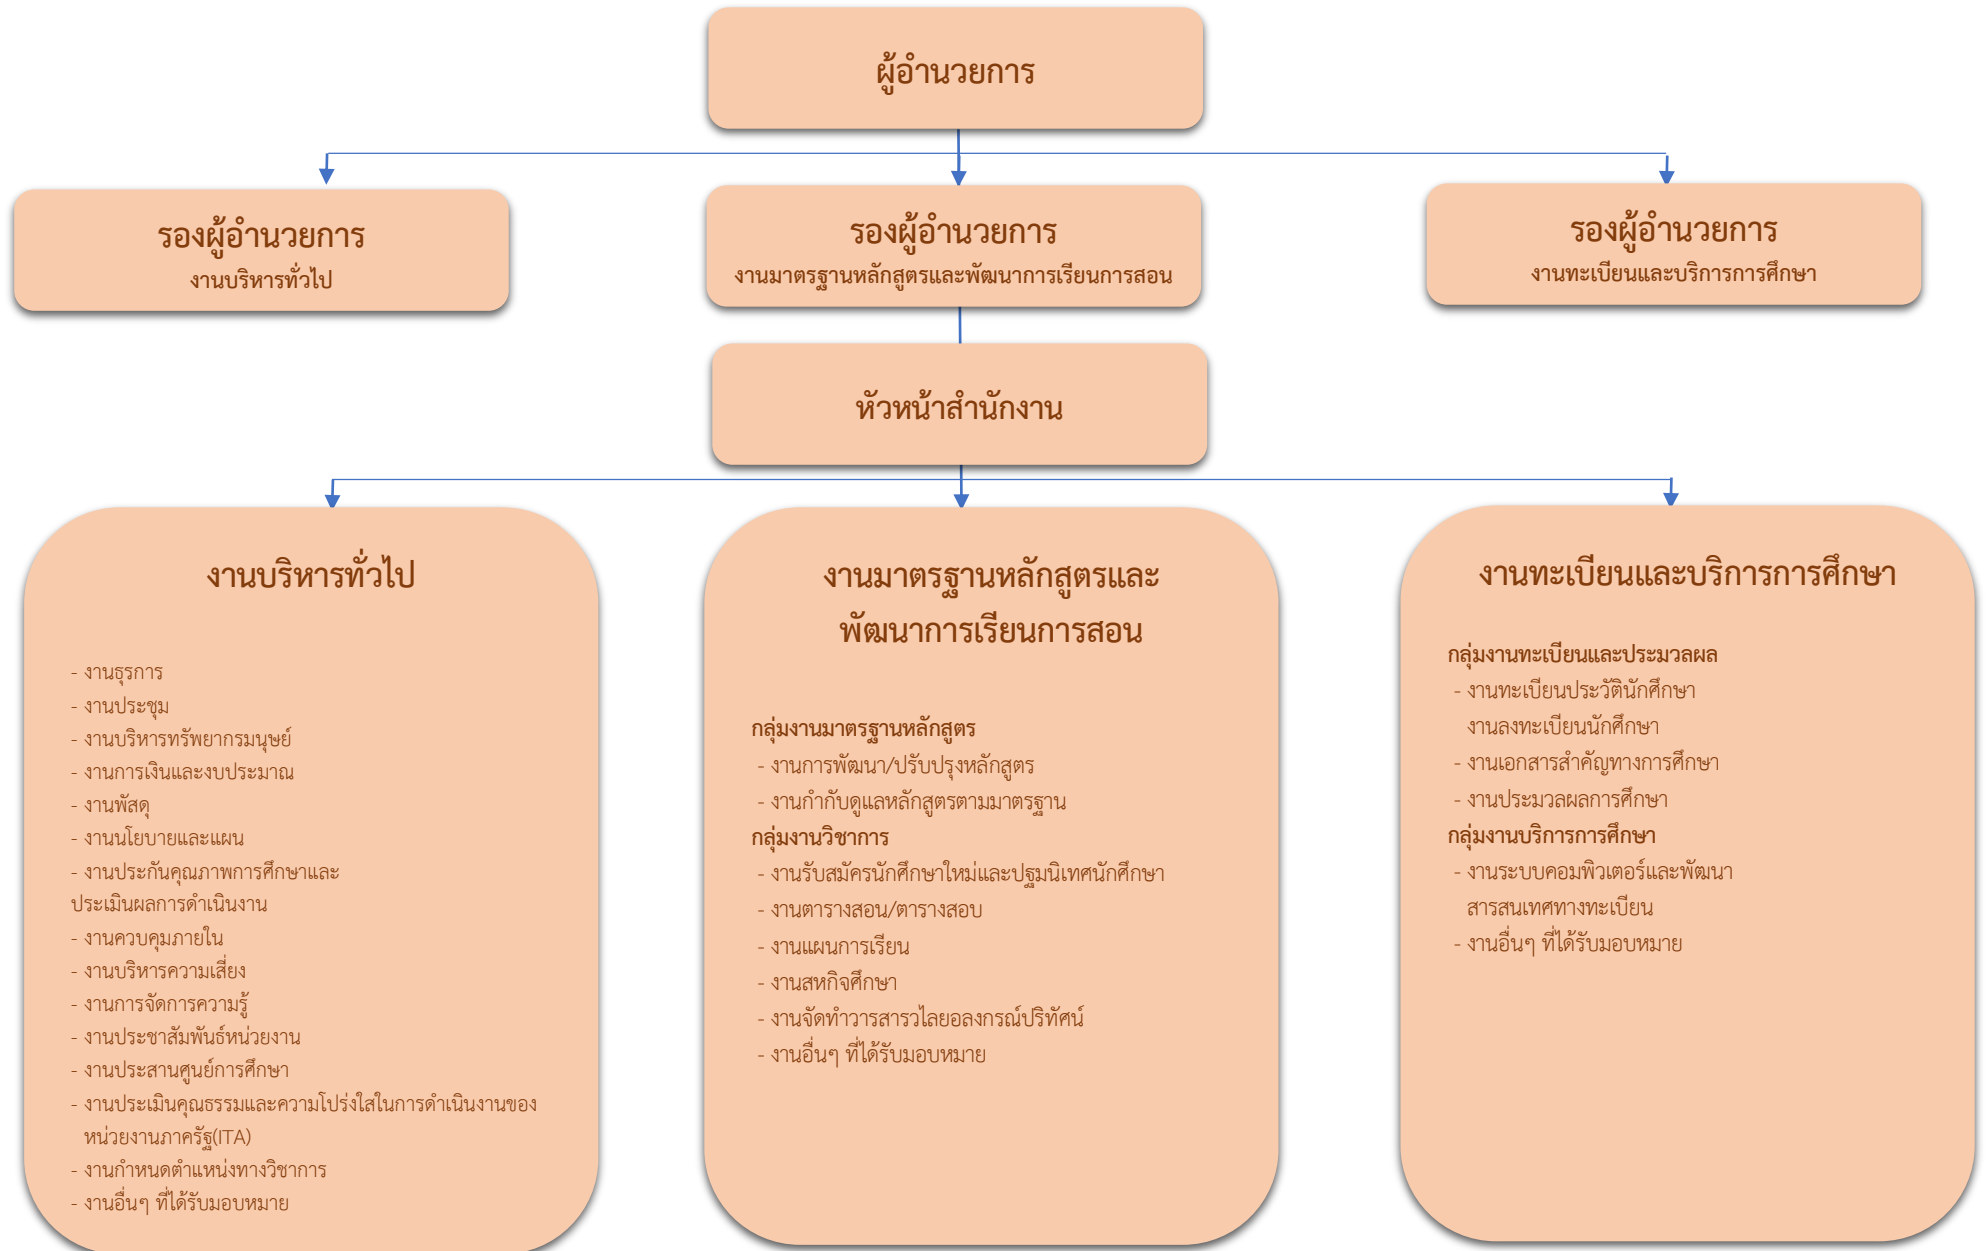 ผู้อำนวยการ
รองผู้อำนวยการ
งานบริหารทั่วไป
รองผู้อำนวยการ
งานมาตรฐานหลักสูตรและพัฒนาการเรียนการสอน
รองผู้อำนวยการ
งานทะเบียนและบริการการศึกษา
หัวหน้าสำนักงาน
งานบริหารทั่วไป
- งานธุรการ
- งานประชุม
- งานบริหารทรัพยากรมนุษย์
- งานการเงินและงบประมาณ
- งานพัสดุ
- งานนโยบายและแผน
- งานประกันคุณภาพการศึกษาและ
ประเมินผลการดำเนินงาน
- งานควบคุมภายใน
- งานบริหารความเสี่ยง
- งานการจัดการความรู้
- งานประชาสัมพันธ์หน่วยงาน
- งานประสานศูนย์การศึกษา
- งานประเมินคุณธรรมและความโปร่งใสในการดำเนินงานของ
หน่วยงานภาครัฐ(ITA)
- งานกำหนดตำแหน่งทางวิชาการ
- งานอื่นๆ ที่ได้รับมอบหมาย
งานมาตรฐานหลักสูตรและ
พัฒนาการเรียนการสอน
กลุ่มงานมาตรฐานหลักสูตร
- งานการพัฒนา/ปรับปรุงหลักสูตร
- งานกำกับดูแลหลักสูตรตามมาตรฐาน
กลุ่มงานวิชาการ
- งานรับสมัครนักศึกษาใหม่และปฐมนิเทศนักศึกษา
- งานตารางสอน/ตารางสอบ
- งานแผนการเรียน
- งานสหกิจศึกษา
- งานจัดทำวารสารวไลยอลงกรณ์ปริทัศน์
- งานอื่นๆ ที่ได้รับมอบหมาย
งานทะเบียนและบริการการศึกษา
กลุ่มงานทะเบียนและประมวลผล
- งานทะเบียนประวัตินักศึกษา
งานลงทะเบียนนักศึกษา
- งานเอกสารสำคัญทางการศึกษา
- งานประมวลผลการศึกษา
กลุ่มงานบริการการศึกษา
- งานระบบคอมพิวเตอร์และพัฒนา
สารสนเทศทางทะเบียน
- งานอื่นๆ ที่ได้รับมอบหมาย